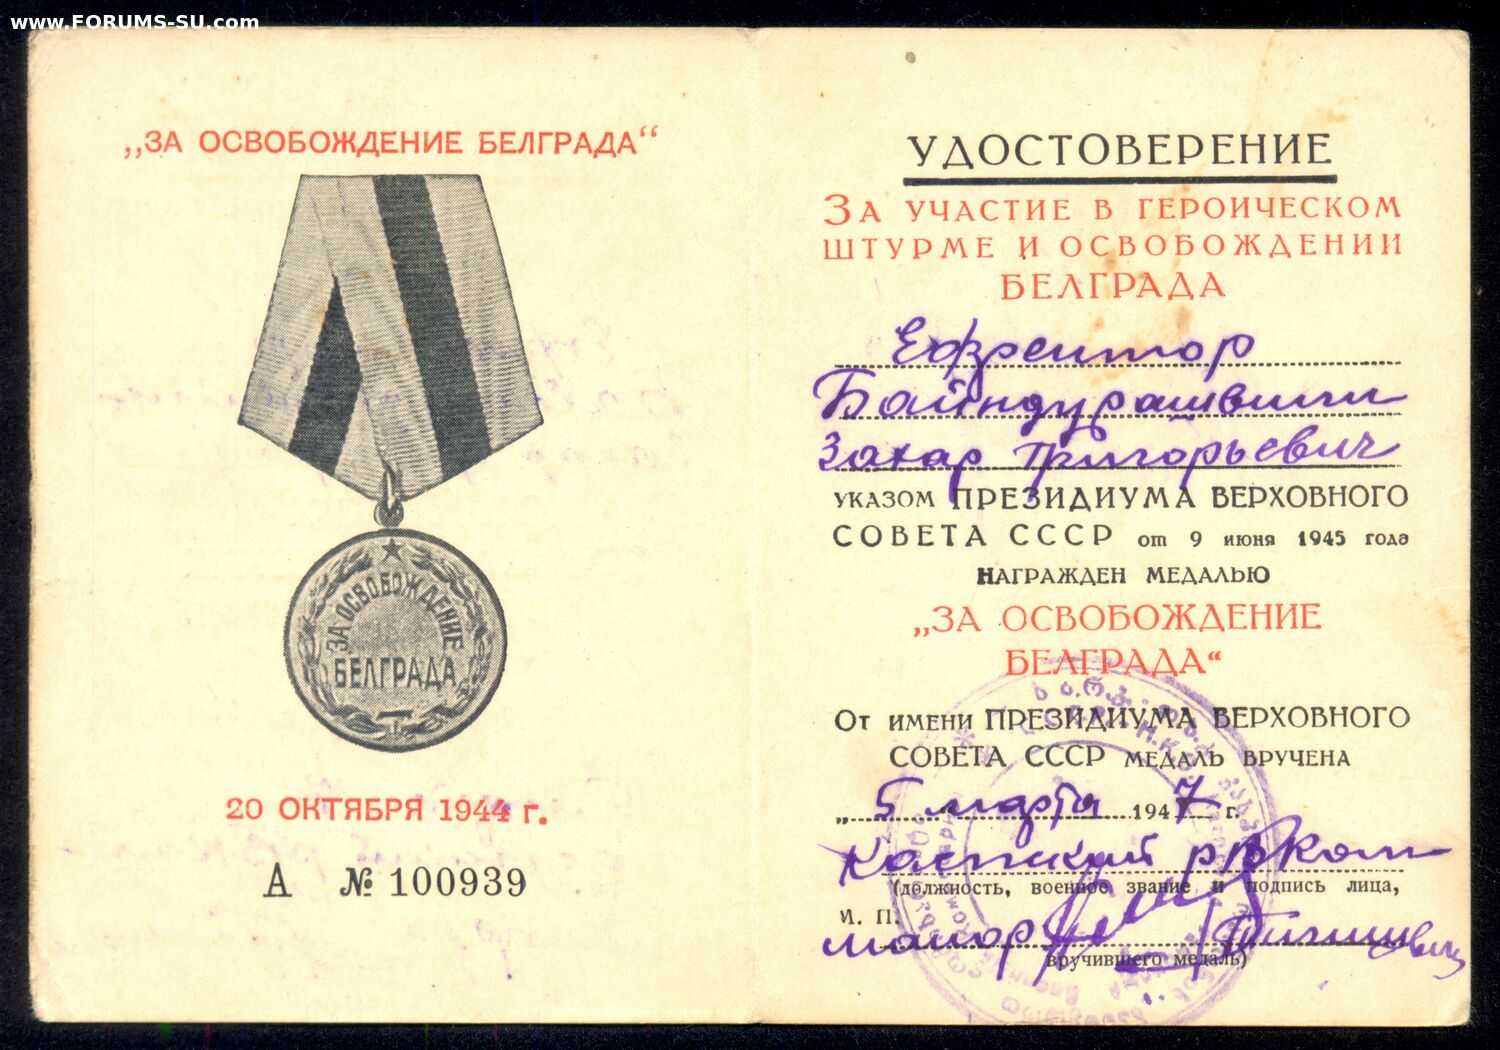 www.FORUMS-SU.com
„ЗА ОСВОБОЖДЕНИЕ БЕЛГРАДА“
ЗА ОСВОБОЖДЕНИЕ
БЕЛГРАДА
20 ОКТЯБРЯ 1944 г.
А № 100939
УДОСТОВЕРЕНИЕ
ЗА УЧАСТИЕ В ГЕРОИЧЕСКОМ
ШТУРМЕ И ОСВОБОЖДЕНИИ
БЕЛГРАДА
Ефрейтор
Байндурашвили
Захар Григорьевич
УКАЗОМ ПРЕЗИДИУМА ВЕРХОВНОГО
СОВЕТА СССР от 9 июня 1945 года
НАГРАЖДЕН МЕДАЛЬЮ
„ЗА ОСВОБОЖДЕНИЕ
БЕЛГРАДА“
От ИМЕНИ ПРЕЗИДИУМА ВЕРХОВНОГО
СОВЕТА СССР МЕДАЛЬ ВРУЧЕНА
„5 марта 1947 г.
Каспский рвком
(должность, военное звание и подпись лица,
М. П.
майор
вручившего медаль)